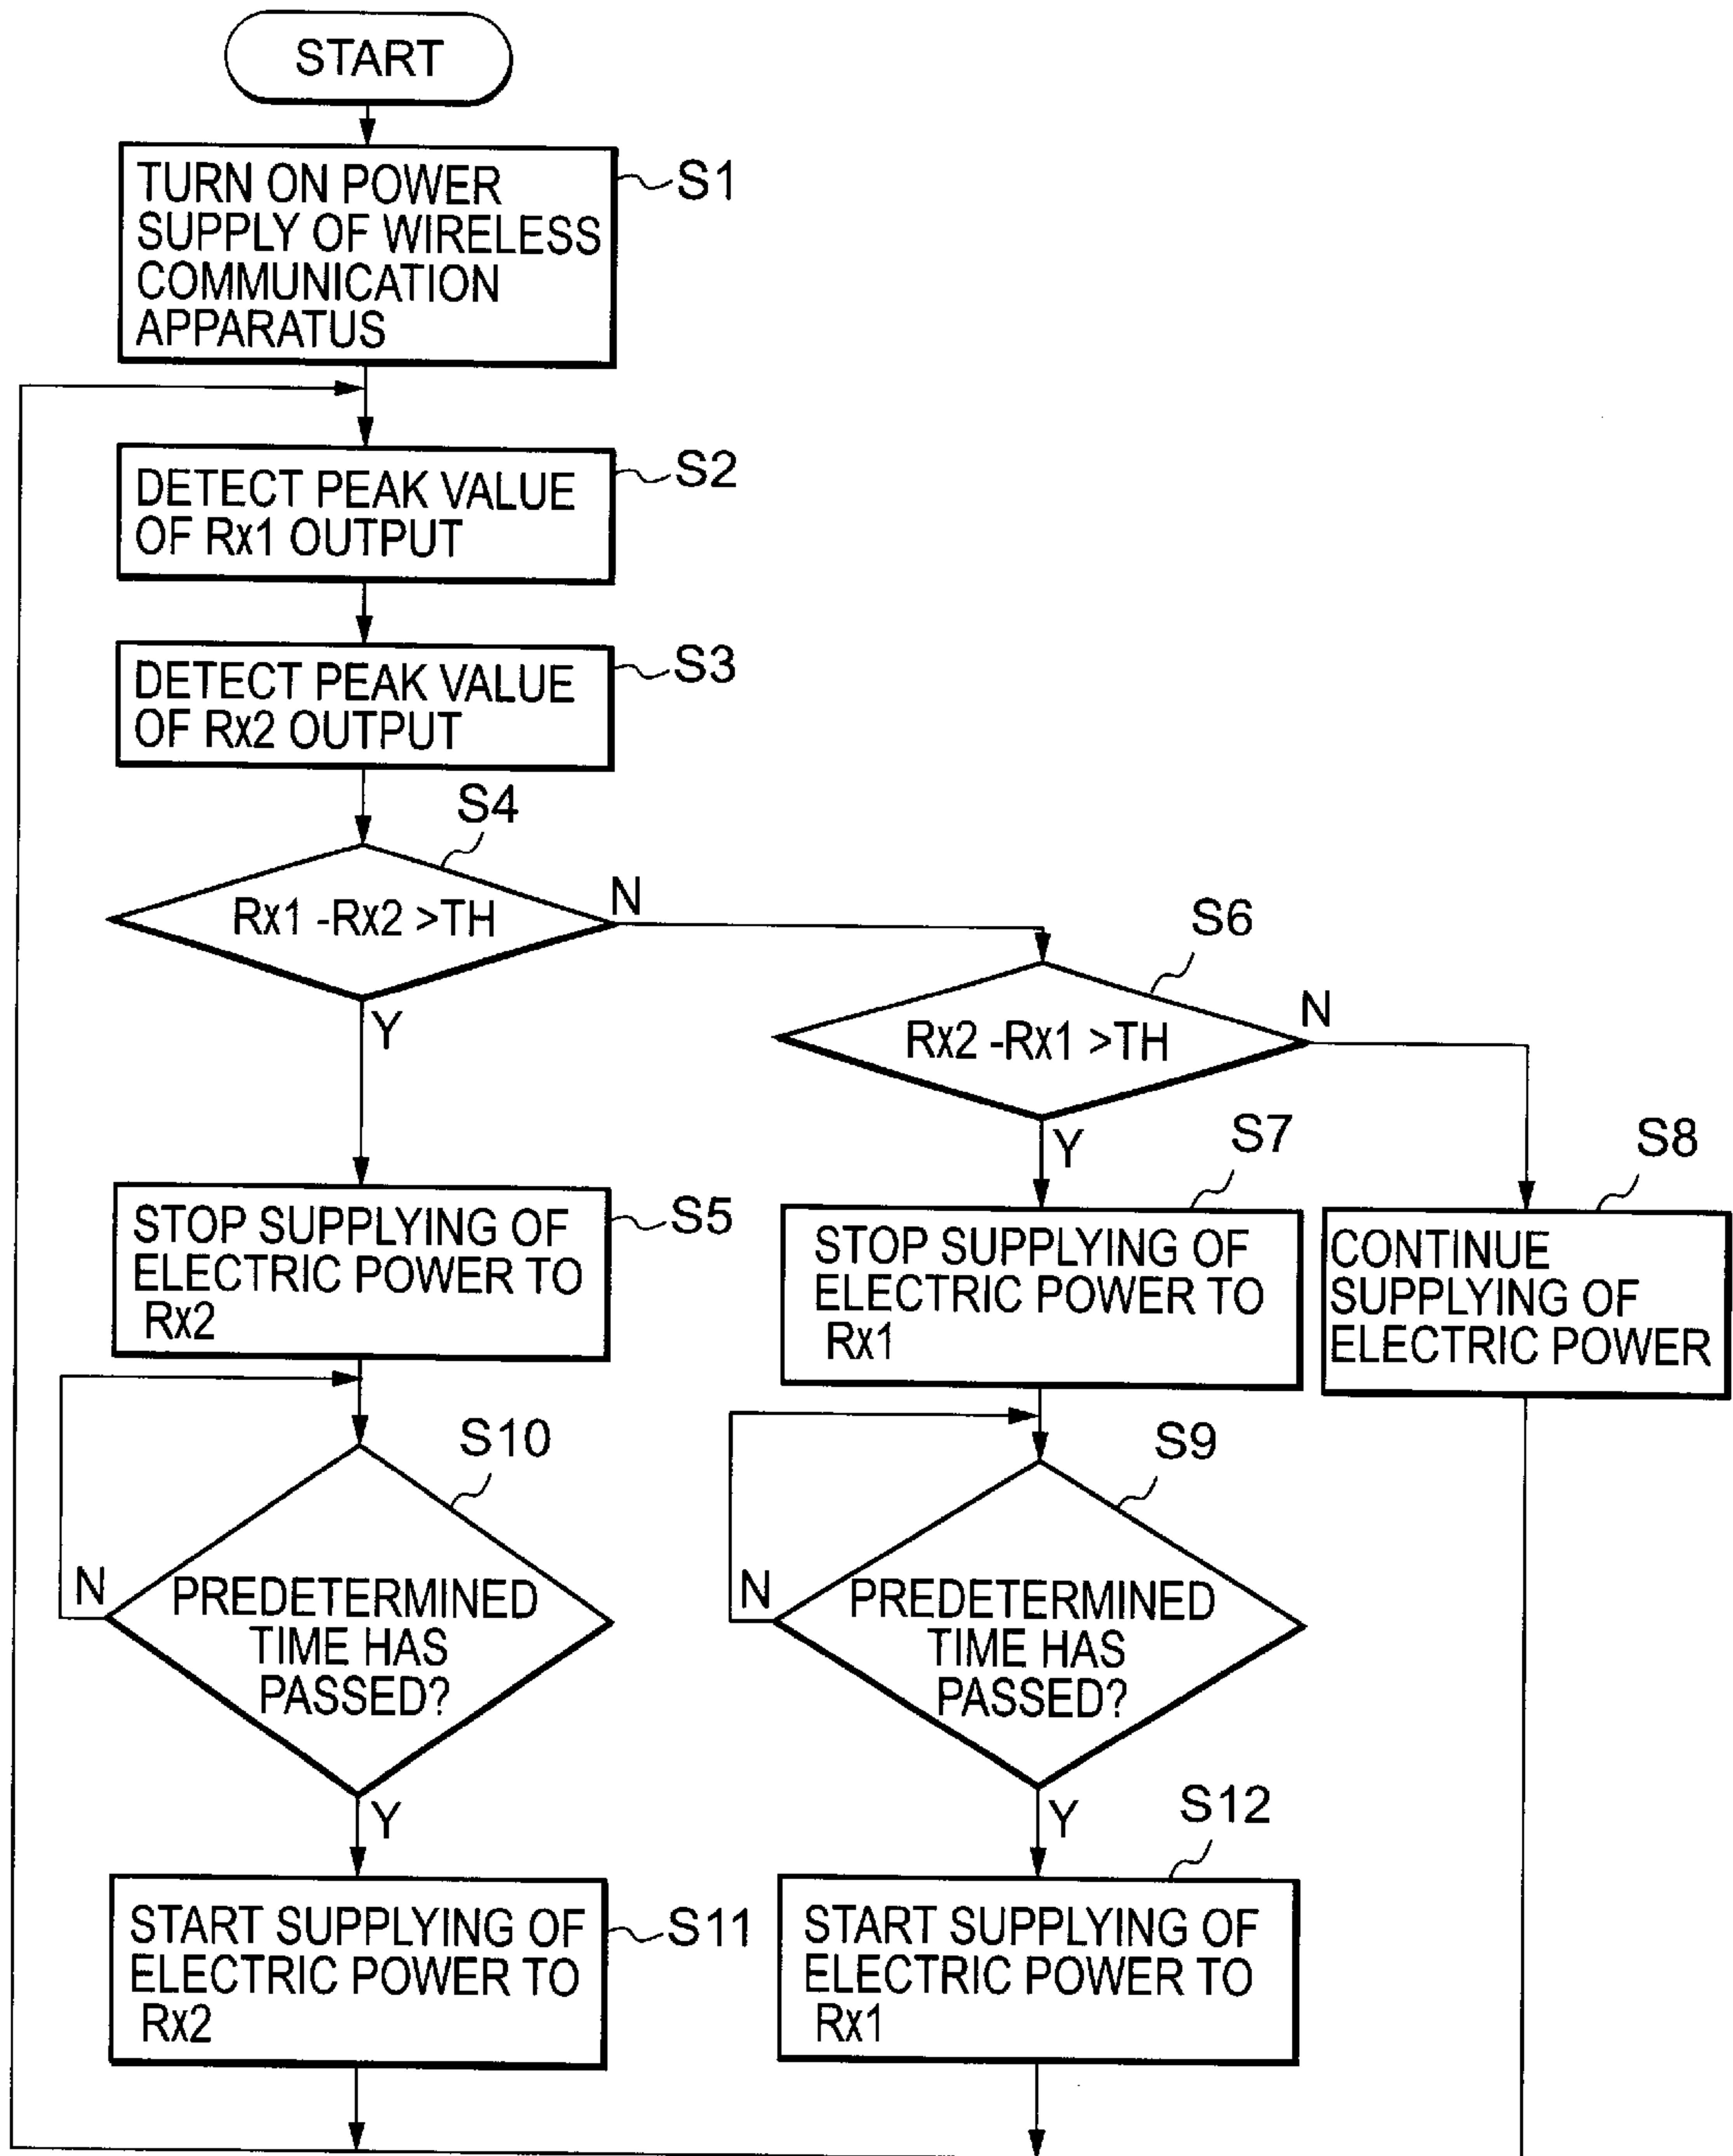 START
TURN ON POWER
SUPPLY OF WIRELESS
COMMUNICATION
APPARATUS
S1
DETECT PEAK VALUE
OF Rx1 OUTPUT
S2
DETECT PEAK VALUE
OF Rx2 OUTPUT
S3
S4
Rx1 -Rx2 >TH
N
Y
S6
Rx2 -Rx1 >TH
N
Y
S5
STOP SUPPLYING OF
ELECTRIC POWER TO
Rx2
S7
STOP SUPPLYING OF
ELECTRIC POWER TO
Rx1
S8
CONTINUE
SUPPLYING OF
ELECTRIC POWER
S10
N
PREDETERMINED
TIME HAS
PASSED?
Y
S9
N
PREDETERMINED
TIME HAS
PASSED?
Y
START SUPPLYING OF
ELECTRIC POWER TO
Rx2
S11
S12
START SUPPLYING OF
ELECTRIC POWER TO
Rx1